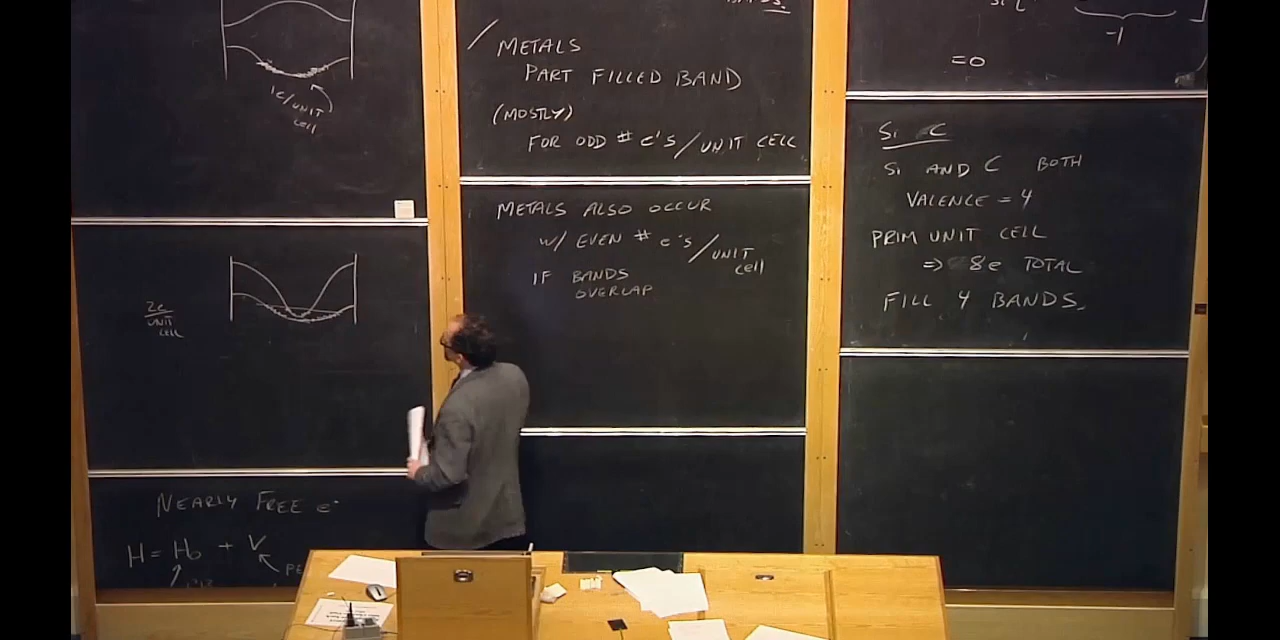 1e/UNIT
CELL
2e
UNIT
CELL
NEARLY FREE e-
H = H₀ + V
METALS
PART FILLED BAND
(MOSTLY)
FOR ODD # e's/UNIT CELL
METALS ALSO OCCUR
w/ EVEN # e's/UNIT
CELL
IF BANDS
OVERLAP
-1
=0
Si C
Si AND C BOTH
VALENCE = 4
PRIM UNIT CELL
⇒ 8e TOTAL
FILL 4 BANDS.